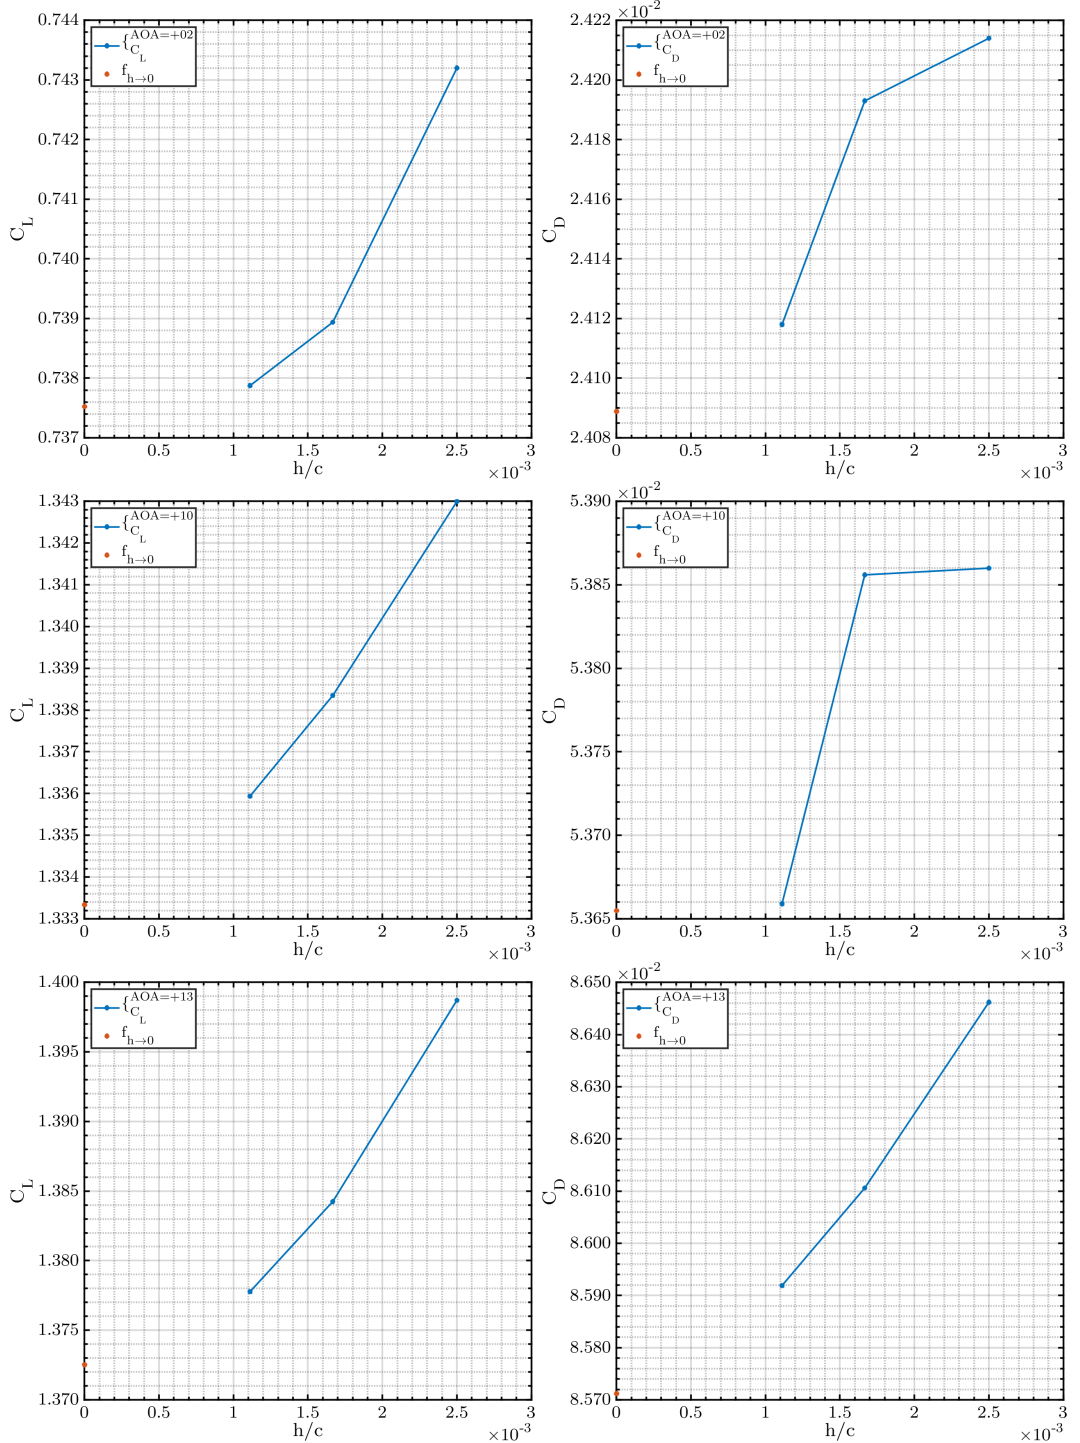 0.744
0.743
0.742
0.741
0.740
0.739
0.738
0.737
C_L
{^{AOA=+02}_{C_L}
f_{h→0}
0 0.5 1 1.5 2 2.5 3
h/c
×10^{-3}
×10^{-2}
2.422
2.420
2.418
2.416
2.414
2.412
2.410
2.408
C_D
{^{AOA=+02}_{C_D}
f_{h→0}
0 0.5 1 1.5 2 2.5 3
h/c
×10^{-3}
1.343
1.342
1.341
1.340
1.339
1.338
1.337
1.336
1.335
1.334
1.333
C_L
{^{AOA=+10}_{C_L}
f_{h→0}
0 0.5 1 1.5 2 2.5 3
h/c
×10^{-3}
×10^{-2}
5.390
5.385
5.380
5.375
5.370
5.365
C_D
{^{AOA=+10}_{C_D}
f_{h→0}
0 0.5 1 1.5 2 2.5 3
h/c
×10^{-3}
1.400
1.395
1.390
1.385
1.380
1.375
1.370
C_L
{^{AOA=+13}_{C_L}
f_{h→0}
0 0.5 1 1.5 2 2.5 3
h/c
×10^{-3}
×10^{-2}
8.650
8.640
8.630
8.620
8.610
8.600
8.590
8.580
8.570
C_D
{^{AOA=+13}_{C_D}
f_{h→0}
0 0.5 1 1.5 2 2.5 3
h/c
×10^{-3}